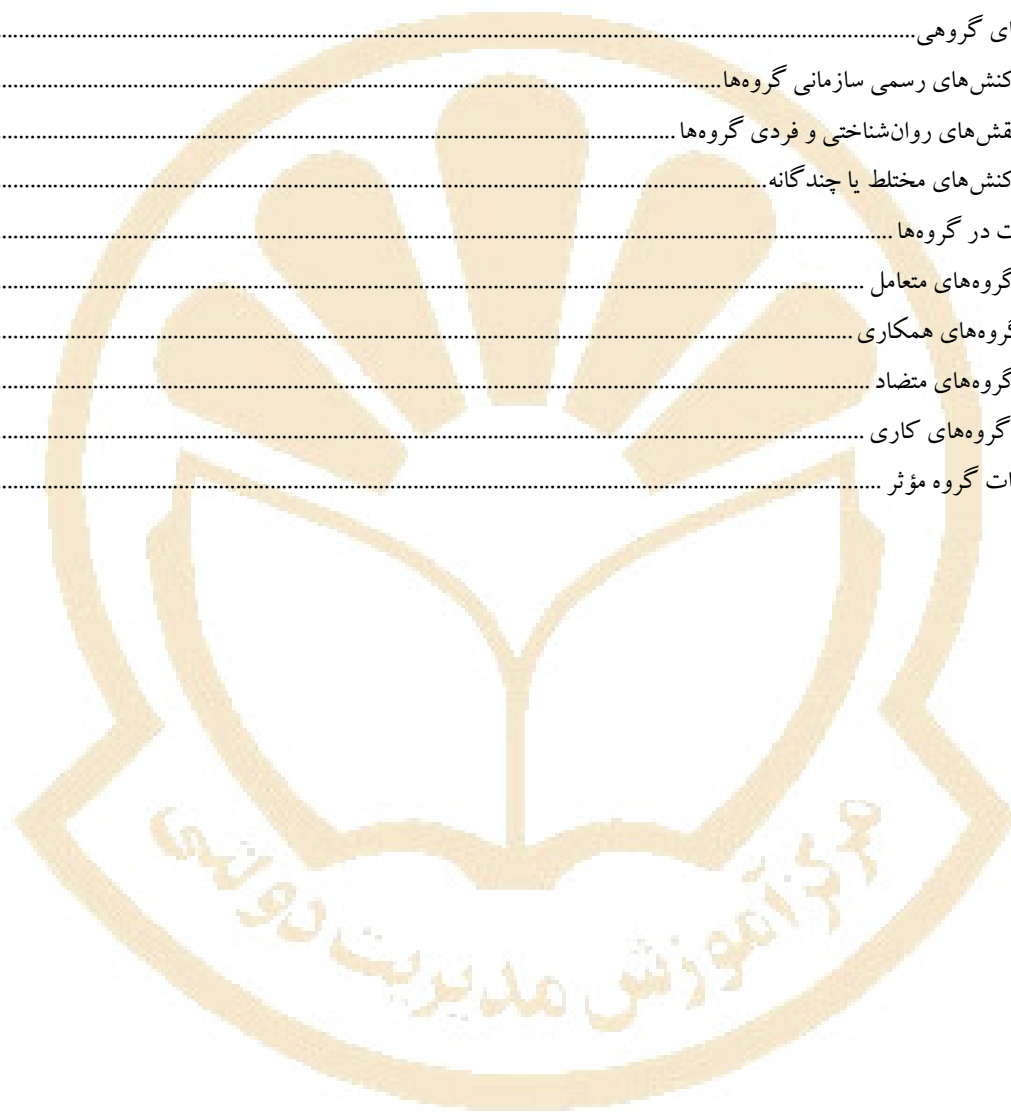 ای گروهی
کنش‌های رسمی سازمانی گروه‌ها
نقش‌های روان‌شناختی و فردی گروه‌ها
کنش‌های مختلط یا چندگانه
ت در گروه‌ها
گروه‌های متعامل
گروه‌های همکاری
گروه‌های متضاد
گروه‌های کاری
ات گروه مؤثر
مرکز آموزش مدیریت دولتی